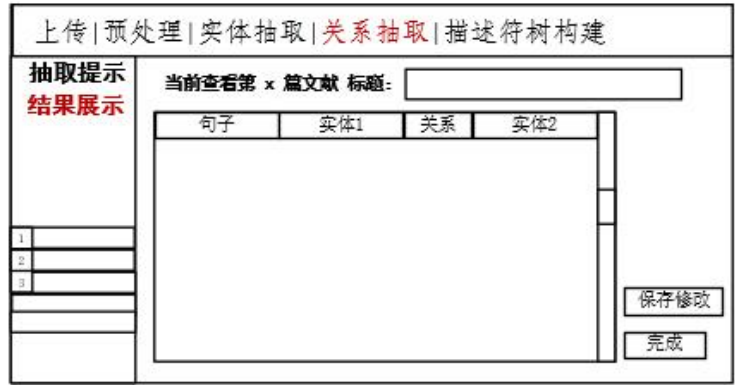 上传|预处理|实体抽取|关系抽取|描述符树构建
抽取提示
结果展示
当前查看第 x 篇文献 标题:
句子 实体1 关系 实体2
1
2
3
保存修改
完成